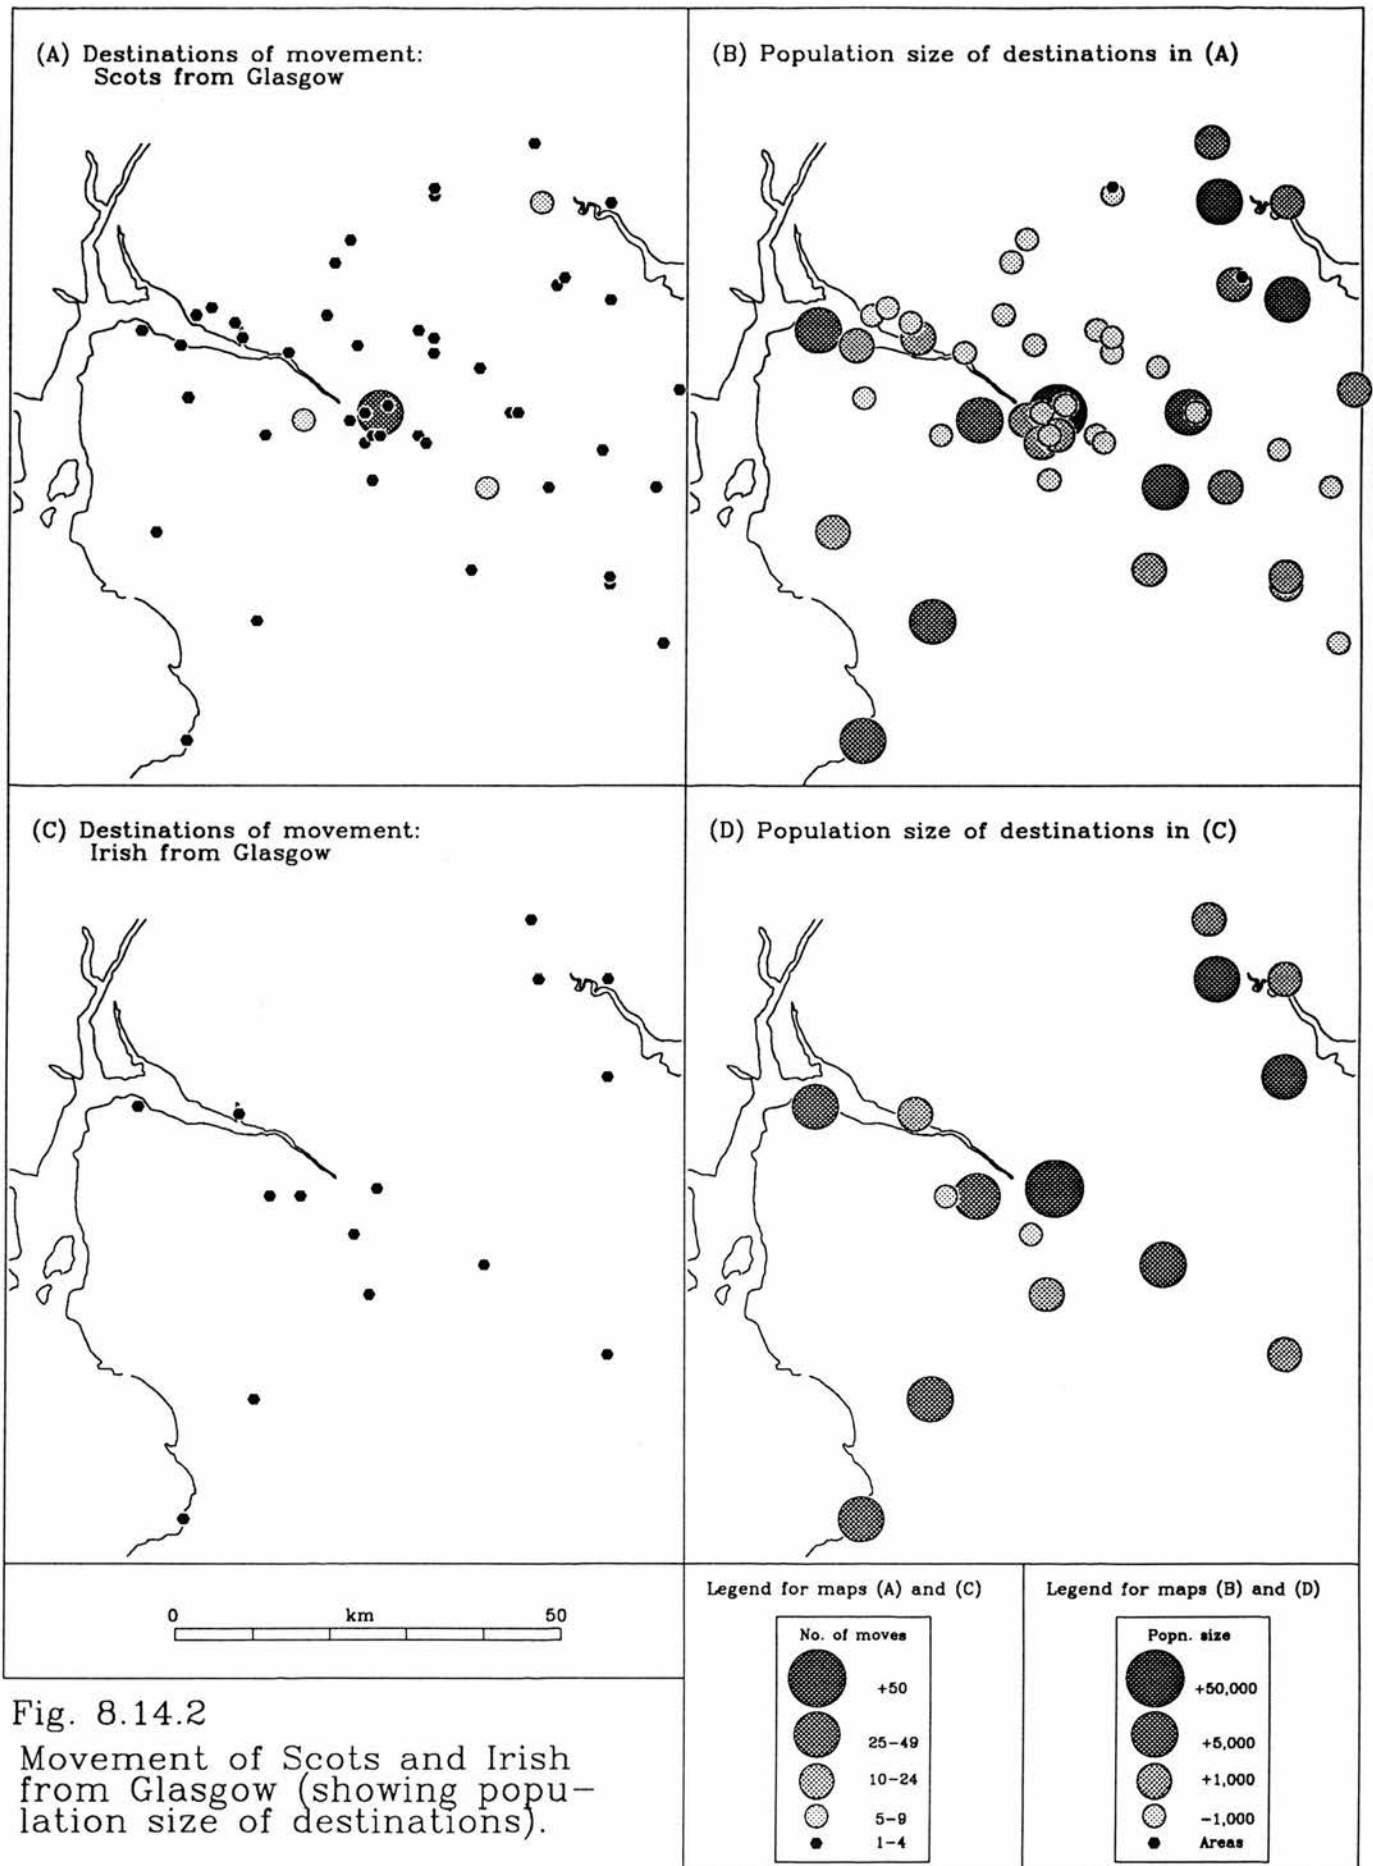 (A) Destinations of movement:
Scots from Glasgow
(B) Population size of destinations in (A)
(C) Destinations of movement:
Irish from Glasgow
(D) Population size of destinations in (C)
0 km 50
Legend for maps (A) and (C)
No. of moves
+50
25-49
10-24
5-9
1-4
Legend for maps (B) and (D)
Popn. size
+50,000
+5,000
+1,000
-1,000
Areas
Fig. 8.14.2
Movement of Scots and Irish
from Glasgow (showing popu-
lation size of destinations).